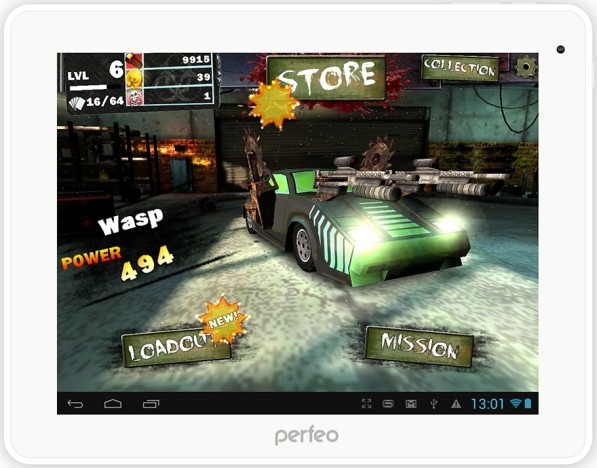 LVL 6
9915
39
16/64
1
STORE
COLLECTION
Wasp
POWER 494
NEW!
LOADOUT
MISSION
13:01
perfeo